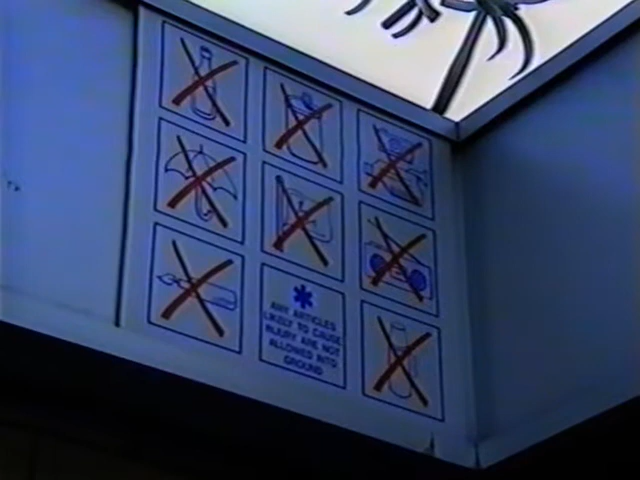 ANY ARTICLES
LIKELY TO CAUSE
INJURY ARE NOT
ALLOWED INTO
GROUND